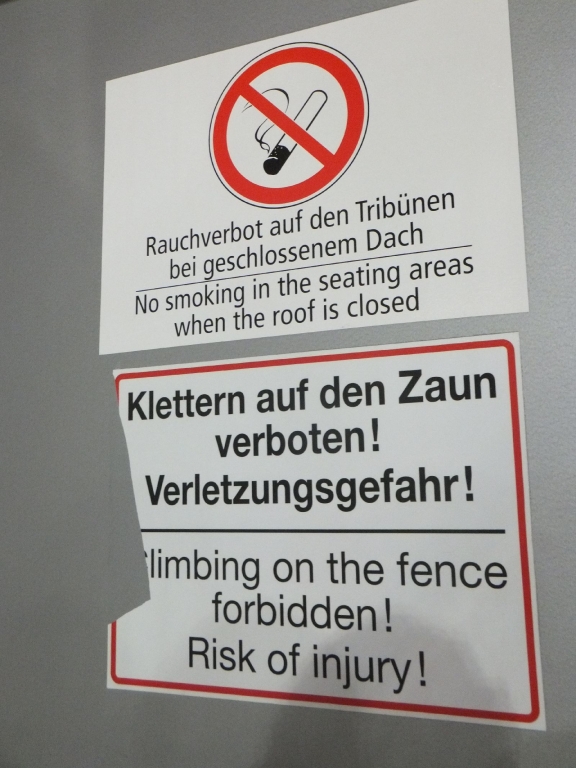 Rauchverbot auf den Tribünen
bei geschlossenem Dach
No smoking in the seating areas
when the roof is closed
Klettern auf den Zaun
verboten!
Verletzungsgefahr!
Climbing on the fence
forbidden!
Risk of injury!